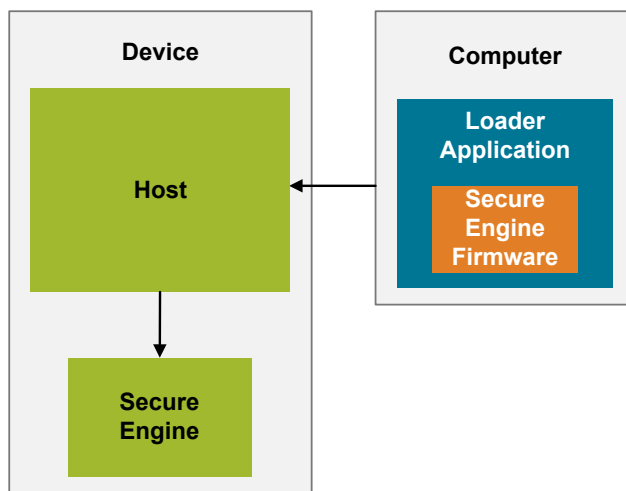 Device
Host
Secure
Engine
Computer
Loader
Application
Secure
Engine
Firmware